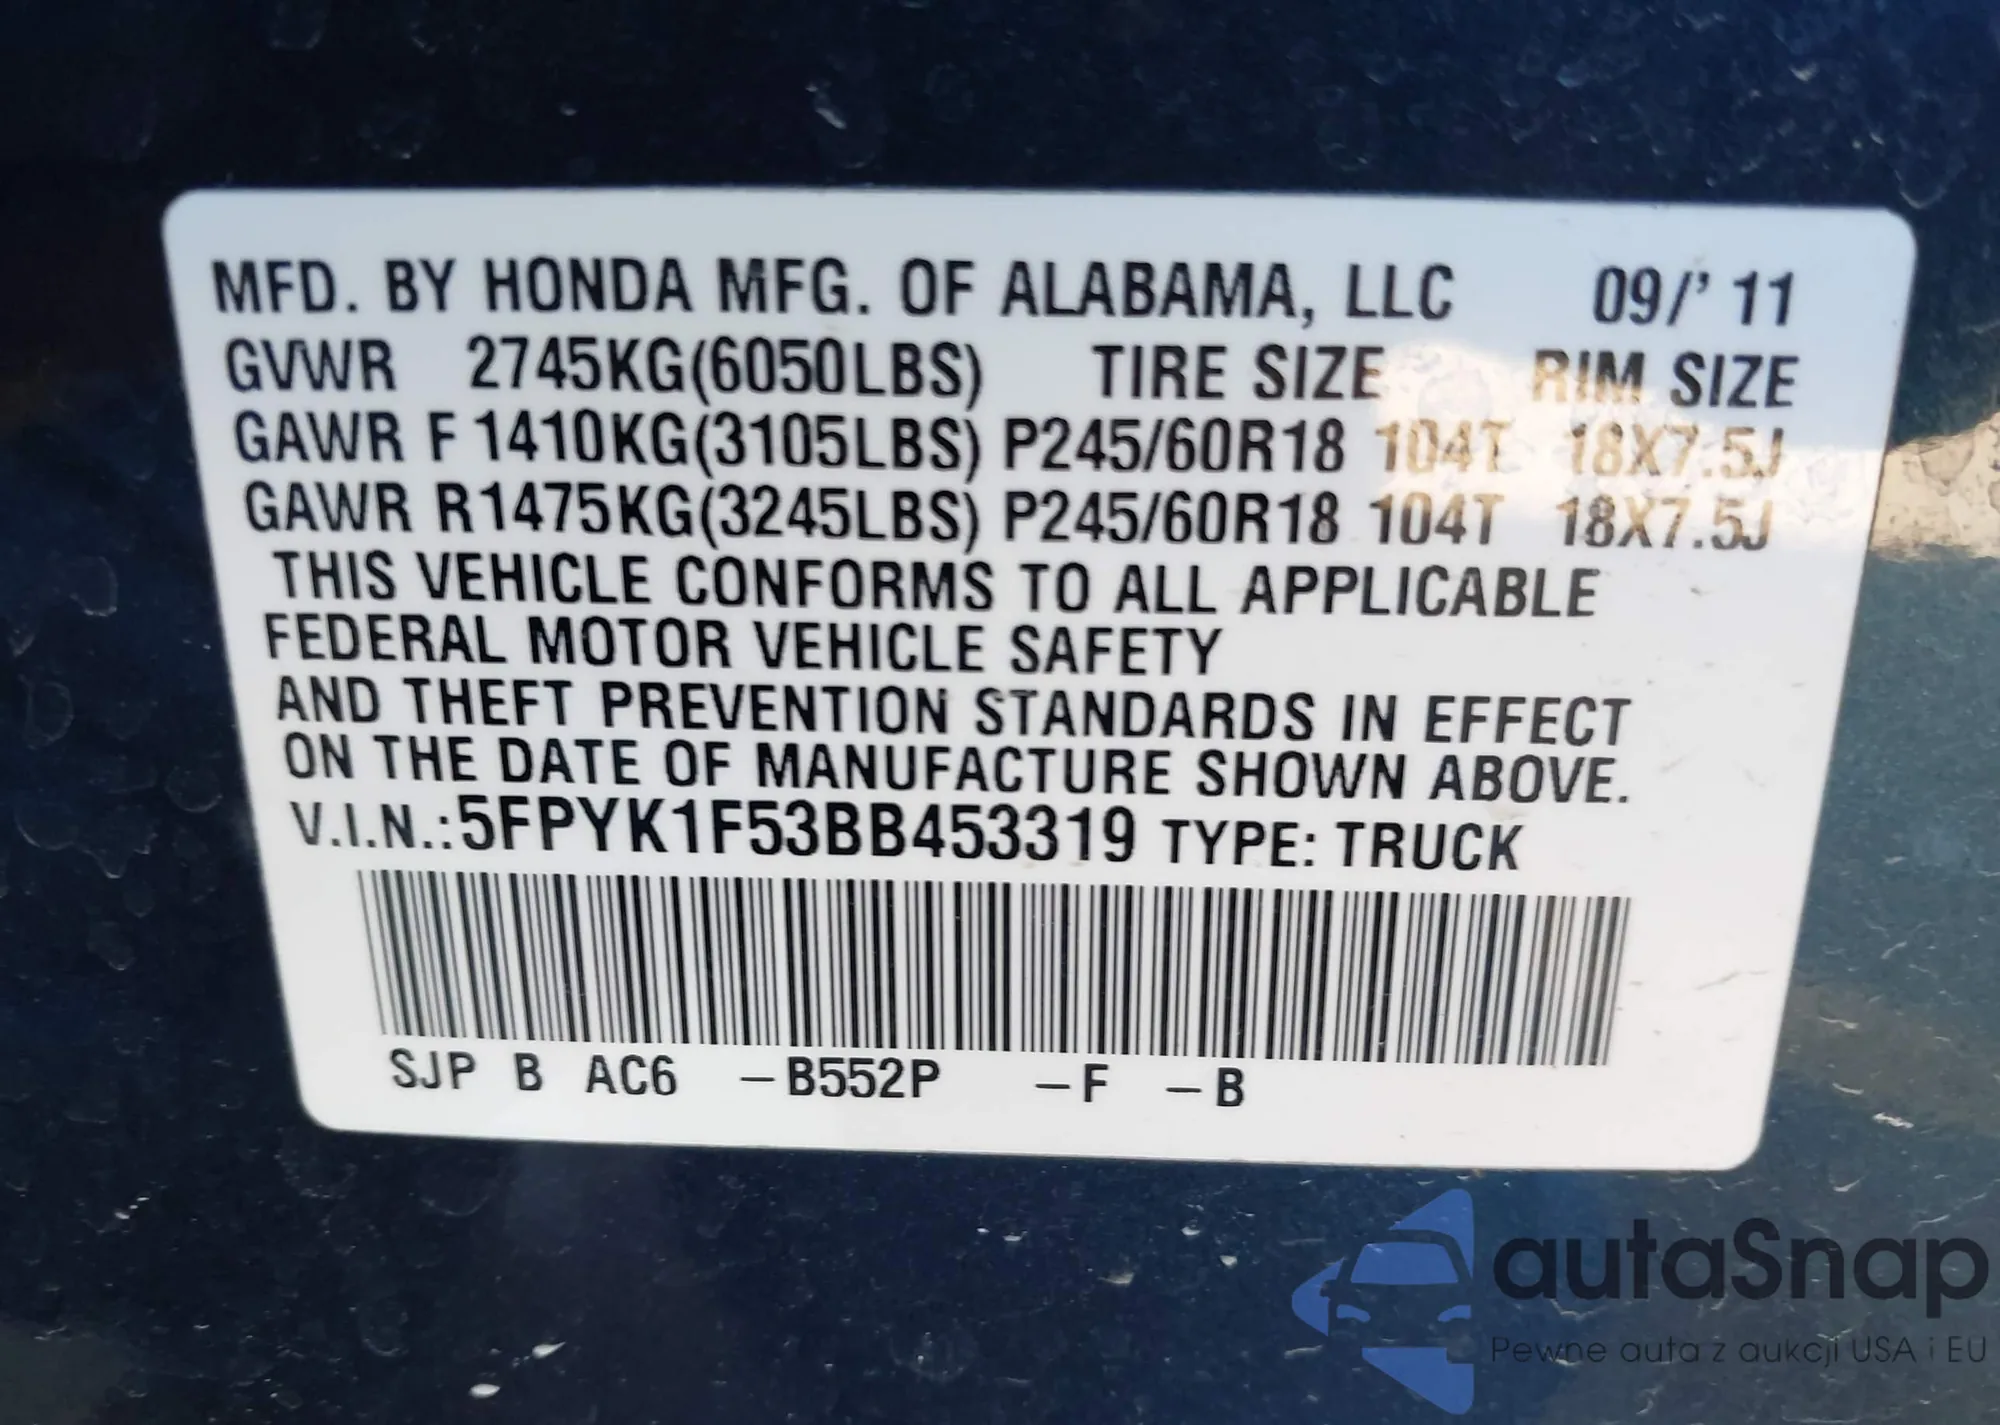 MFD. BY HONDA MFG. OF ALABAMA, LLC 09/'11
GVWR 2745KG(6050LBS) TIRE SIZE RIM SIZE
GAWR F 1410KG(3105LBS) P245/60R18 104T 18X7.5J
GAWR R 1475KG(3245LBS) P245/60R18 104T 18X7.5J
THIS VEHICLE CONFORMS TO ALL APPLICABLE
FEDERAL MOTOR VEHICLE SAFETY
AND THEFT PREVENTION STANDARDS IN EFFECT
ON THE DATE OF MANUFACTURE SHOWN ABOVE.
V.I.N.:5FPYK1F53BB453319 TYPE: TRUCK
SJP B AC6 –B552P –F –B
autaSnap
Pewne auta z aukcji USA i EU